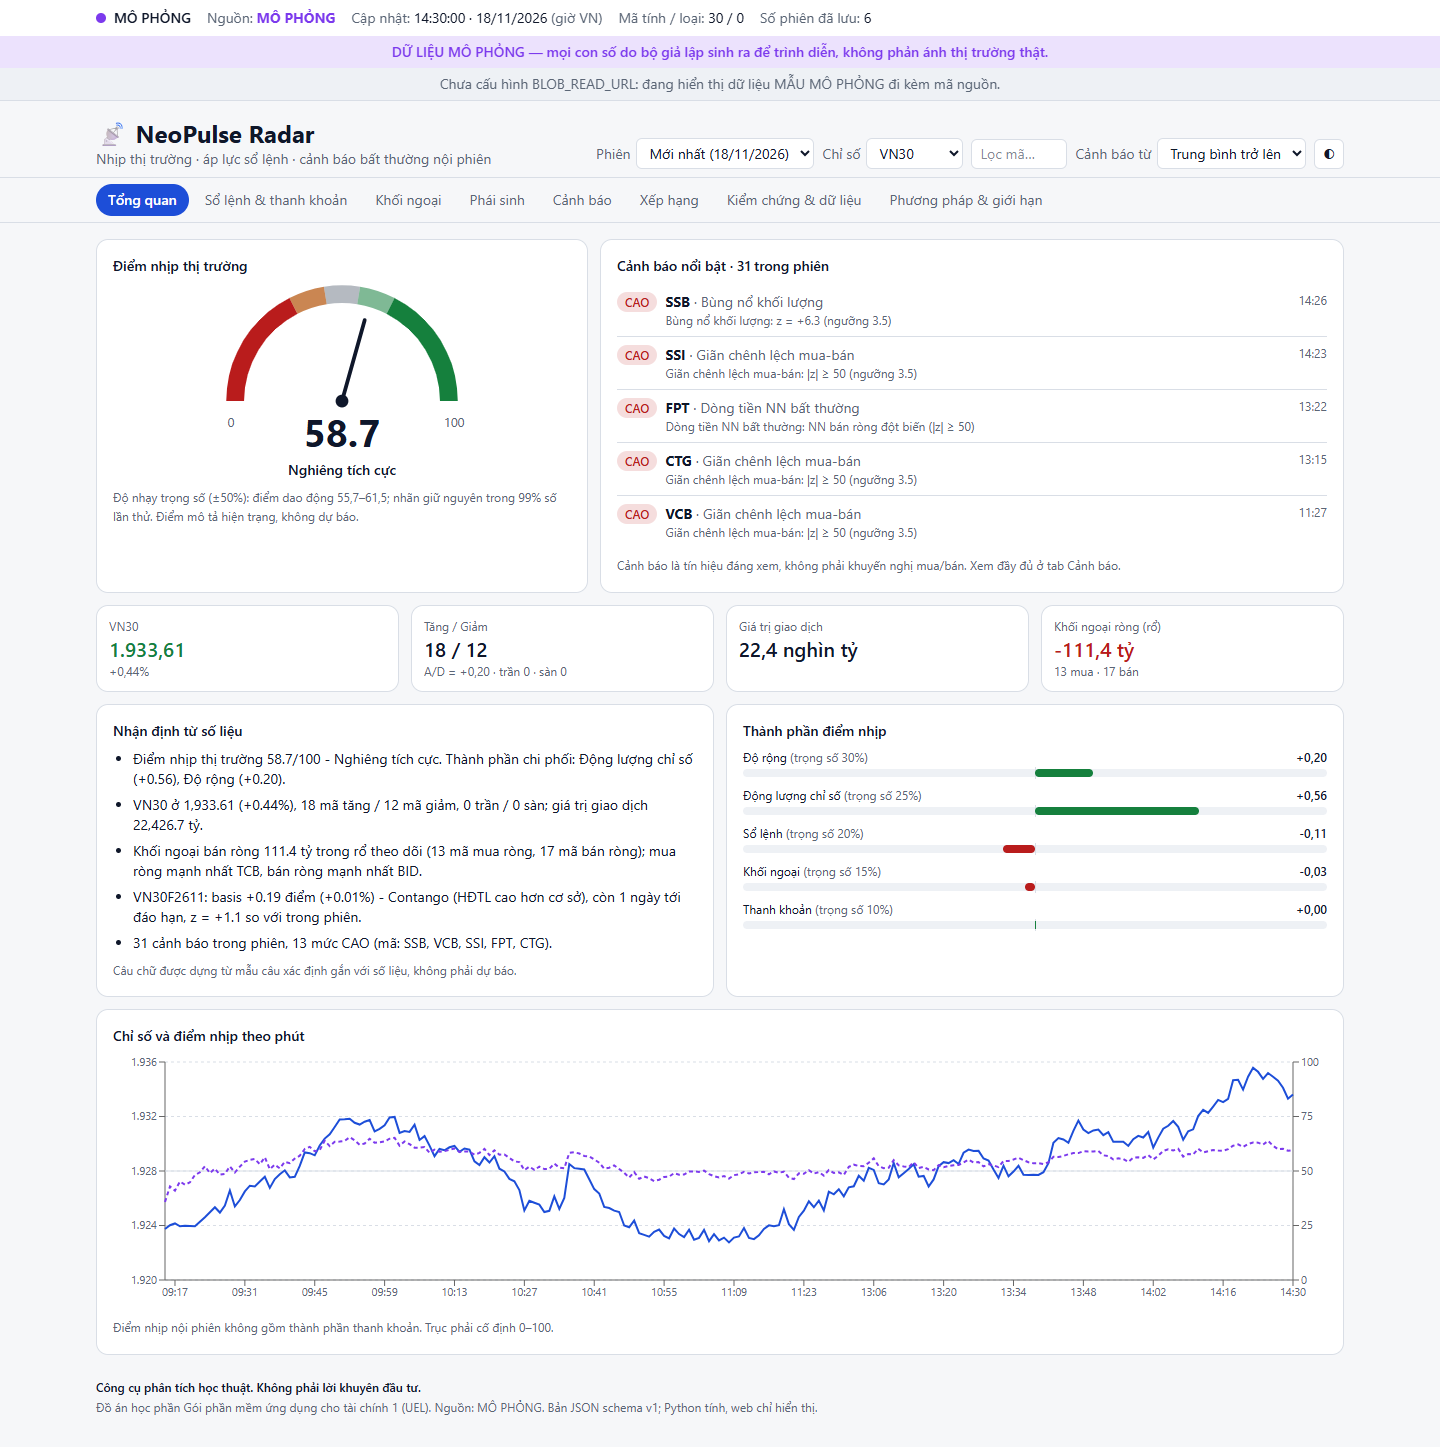 MÔ PHỎNG Nguồn: MÔ PHỎNG Cập nhật: 14:30:00 · 18/11/2026 (giờ VN) Mã tính / loại: 30 / 0 Số phiên đã lưu: 6
DỮ LIỆU MÔ PHỎNG — mọi con số do bộ giả lập sinh ra để trình diễn, không phản ánh thị trường thật.
Chưa cấu hình BLOB_READ_URL: đang hiển thị dữ liệu MẪU MÔ PHỎNG đi kèm mã nguồn.
NeoPulse Radar
Nhịp thị trường · áp lực sổ lệnh · cảnh báo bất thường nội phiên
Phiên Mới nhất (18/11/2026) Chỉ số VN30 Lọc mã... Cảnh báo từ Trung bình trở lên
Tổng quan Sổ lệnh & thanh khoản Khối ngoại Phái sinh Cảnh báo Xếp hạng Kiểm chứng & dữ liệu Phương pháp & giới hạn
Điểm nhịp thị trường
0 100
58.7
Nghiêng tích cực
Độ nhạy trọng số (±50%): điểm dao động 55,7–61,5; nhãn giữ nguyên trong 99% số
lần thử. Điểm mô tả hiện trạng, không dự báo.
Cảnh báo nổi bật · 31 trong phiên
CAO SSB · Bùng nổ khối lượng 14:26
Bùng nổ khối lượng: z = +6.3 (ngưỡng 3.5)
CAO SSI · Giãn chênh lệch mua-bán 14:23
Giãn chênh lệch mua-bán: |z| ≥ 50 (ngưỡng 3.5)
CAO FPT · Dòng tiền NN bất thường 13:22
Dòng tiền NN bất thường: NN bán ròng đột biến (|z| ≥ 50)
CAO CTG · Giãn chênh lệch mua-bán 13:15
Giãn chênh lệch mua-bán: |z| ≥ 50 (ngưỡng 3.5)
CAO VCB · Giãn chênh lệch mua-bán 11:27
Giãn chênh lệch mua-bán: |z| ≥ 50 (ngưỡng 3.5)
Cảnh báo là tín hiệu đáng xem, không phải khuyến nghị mua/bán. Xem đầy đủ ở tab Cảnh báo.
VN30
1.933,61
+0,44%
Tăng / Giảm
18 / 12
A/D = +0,20 · trần 0 · sàn 0
Giá trị giao dịch
22,4 nghìn tỷ
Khối ngoại ròng (rổ)
-111,4 tỷ
13 mua · 17 bán
Nhận định từ số liệu
• Điểm nhịp thị trường 58.7/100 - Nghiêng tích cực. Thành phần chi phối: Động lượng chỉ số
(+0.56), Độ rộng (+0.20).
• VN30 ở 1,933.61 (+0.44%), 18 mã tăng / 12 mã giảm, 0 trần / 0 sàn; giá trị giao dịch
22,426.7 tỷ.
• Khối ngoại bán ròng 111.4 tỷ trong rổ theo dõi (13 mã mua ròng, 17 mã bán ròng); mua
ròng mạnh nhất TCB, bán ròng mạnh nhất BID.
• VN30F2611: basis +0.19 điểm (+0.01%) - Contango (HĐTL cao hơn cơ sở), còn 1 ngày tới
đáo hạn, z = +1.1 so với trong phiên.
• 31 cảnh báo trong phiên, 13 mức CAO (mã: SSB, VCB, SSI, FPT, CTG).
Câu chữ được dựng từ mẫu câu xác định gắn với số liệu, không phải dự báo.
Thành phần điểm nhịp
Độ rộng (trọng số 30%) +0,20
Động lượng chỉ số (trọng số 25%) +0,56
Sổ lệnh (trọng số 20%) -0,11
Khối ngoại (trọng số 15%) -0,03
Thanh khoản (trọng số 10%) +0,00
Chỉ số và điểm nhịp theo phút
1.936 100
1.932 75
1.928 50
1.924 25
1.920 0
09:17 09:31 09:45 09:59 10:13 10:27 10:41 10:55 11:09 11:23 13:06 13:20 13:34 13:48 14:02 14:16 14:30
Điểm nhịp nội phiên không gồm thành phần thanh khoản. Trục phải cố định 0–100.
Công cụ phân tích học thuật. Không phải lời khuyên đầu tư.
Đồ án học phần Gói phần mềm ứng dụng cho tài chính 1 (UEL). Nguồn: MÔ PHỎNG. Bản JSON schema v1; Python tính, web chỉ hiển thị.